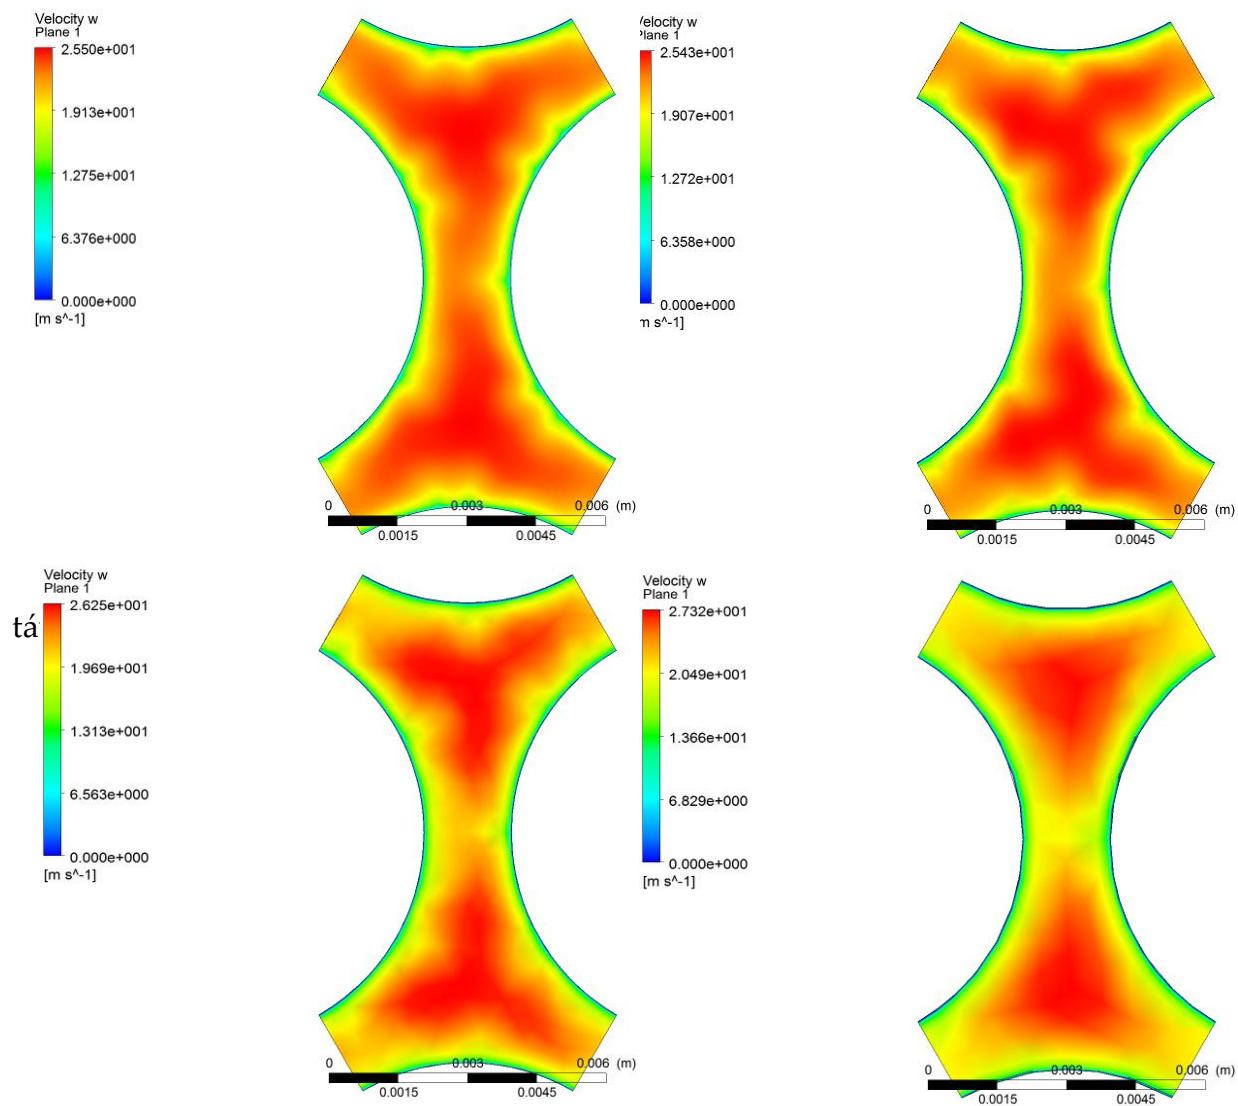 Velocity w
Plane 1
2.550e+001
1.913e+001
1.275e+001
6.376e+000
0.000e+000
[m s^-1]
0 0.003 0.006 (m)
0.0015 0.0045
Velocity w
Plane 1
2.543e+001
1.907e+001
1.272e+001
6.358e+000
0.000e+000
m s^-1]
0 0.003 0.006 (m)
0.0015 0.0045
Velocity w
Plane 1
2.625e+001
tá
1.969e+001
1.313e+001
6.563e+000
0.000e+000
[m s^-1]
0 0.003 0.006 (m)
0.0015 0.0045
Velocity w
Plane 1
2.732e+001
2.049e+001
1.366e+001
6.829e+000
0.000e+000
[m s^-1]
0 0.003 0.006 (m)
0.0015 0.0045